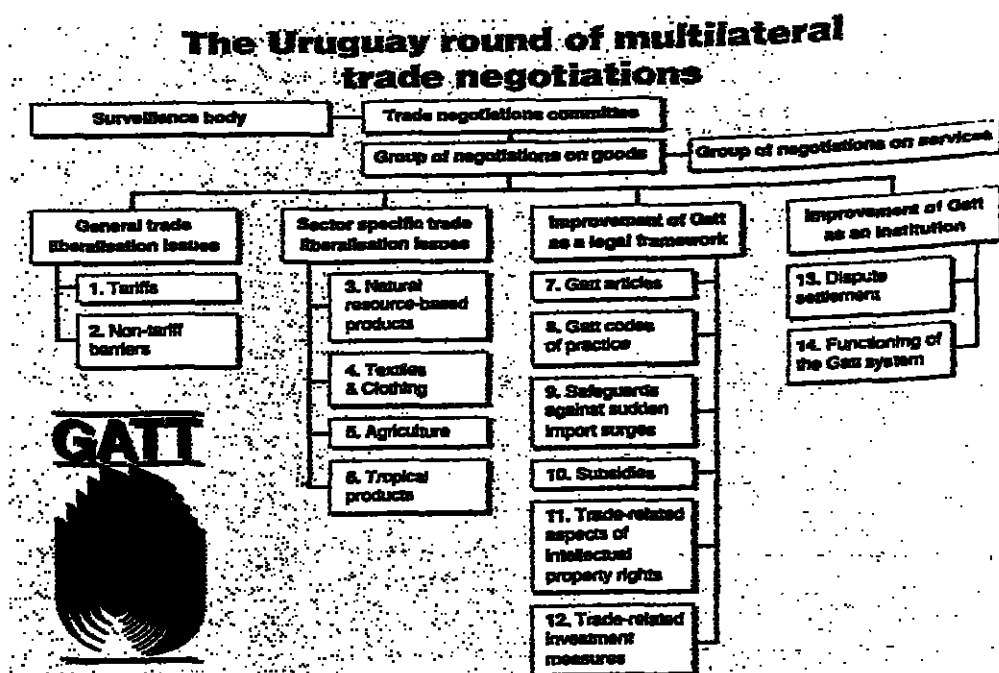 The Uruguay round of multilateral
trade negotiations
Surveillence body
Trade negotiations committee
Group of negotiations on goods
Group of negotiations on services
General trade
liberalisation issues
1. Tariffs
2. Non-tariff
barriers
Sector specific trade
liberalisation issues
3. Natural
resource-based
products
4. Textiles
& Clothing
5. Agriculture
6. Tropical
products
Improvement of Gatt
as a legal framework
7. Gatt articles
8. Gatt codes
of practice
9. Safeguards
against sudden
import surges
10. Subsidies
11. Trade-related
aspects of
intellectual
property rights
12. Trade-related
investment
measures
Improvement of Gatt
as an institution
13. Dispute
settlement
14. Functioning of
the Gatt system
GATT